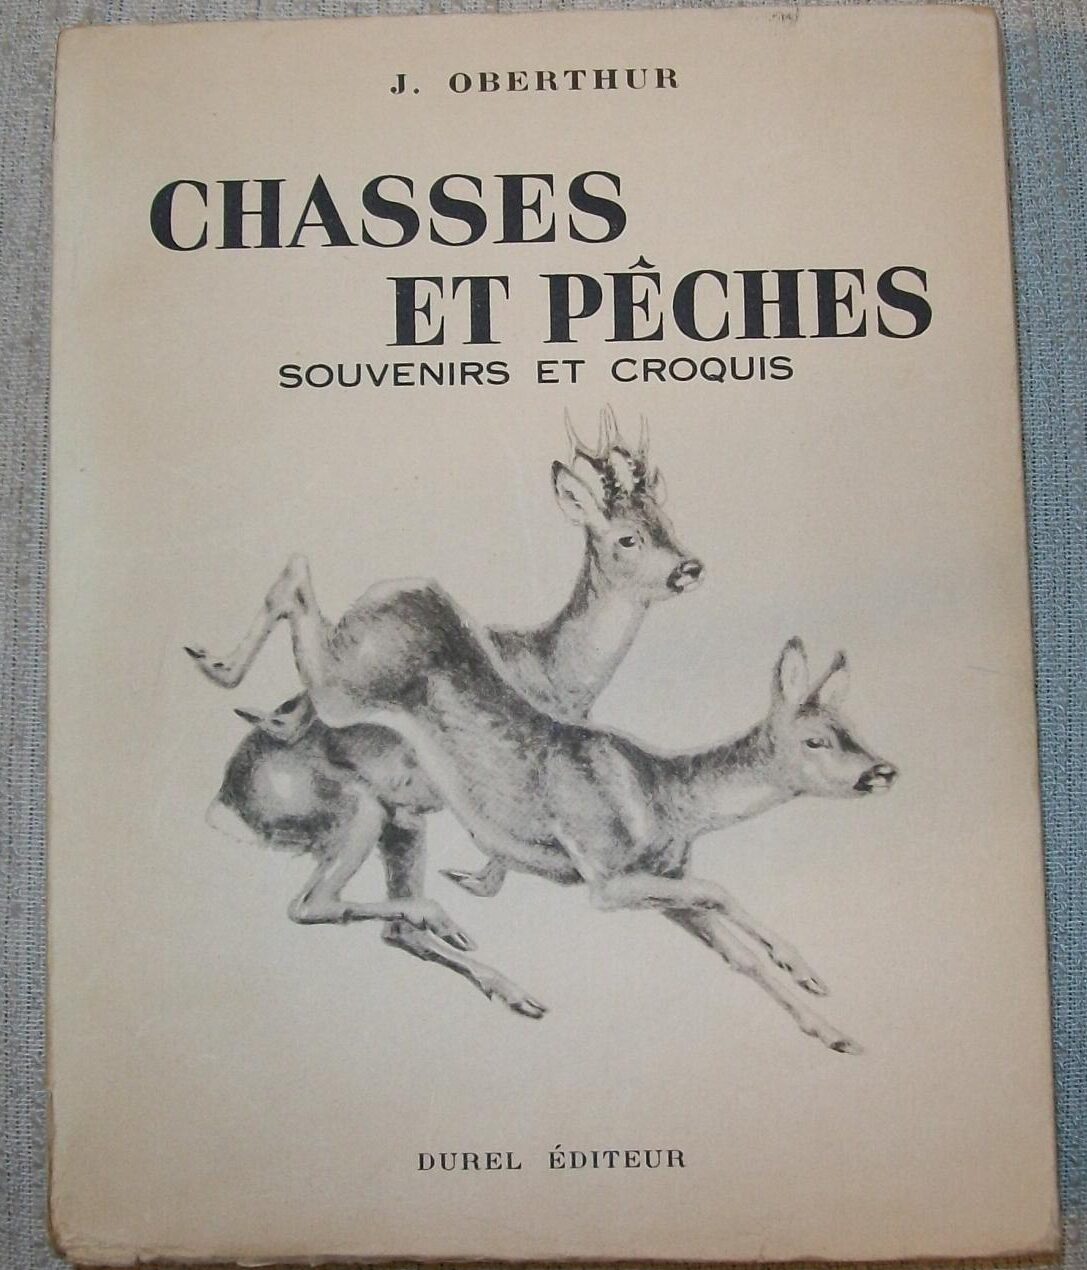 J. OBERTHUR
CHASSES
ET PÊCHES
SOUVENIRS ET CROQUIS
DUREL ÉDITEUR